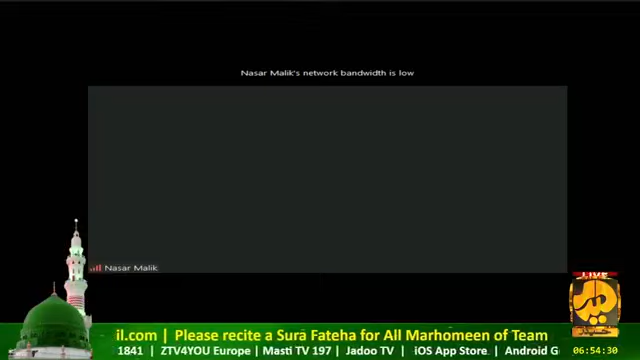 Nasar Malik's network bandwidth is low
Nasar Malik
LIVE
il.com | Please recite a Sura Fateha for All Marhomeen of Team
1841 | ZTV4YOU Europe | Masti TV 197 | Jadoo TV | iOS App Store | Android G
06:54:30